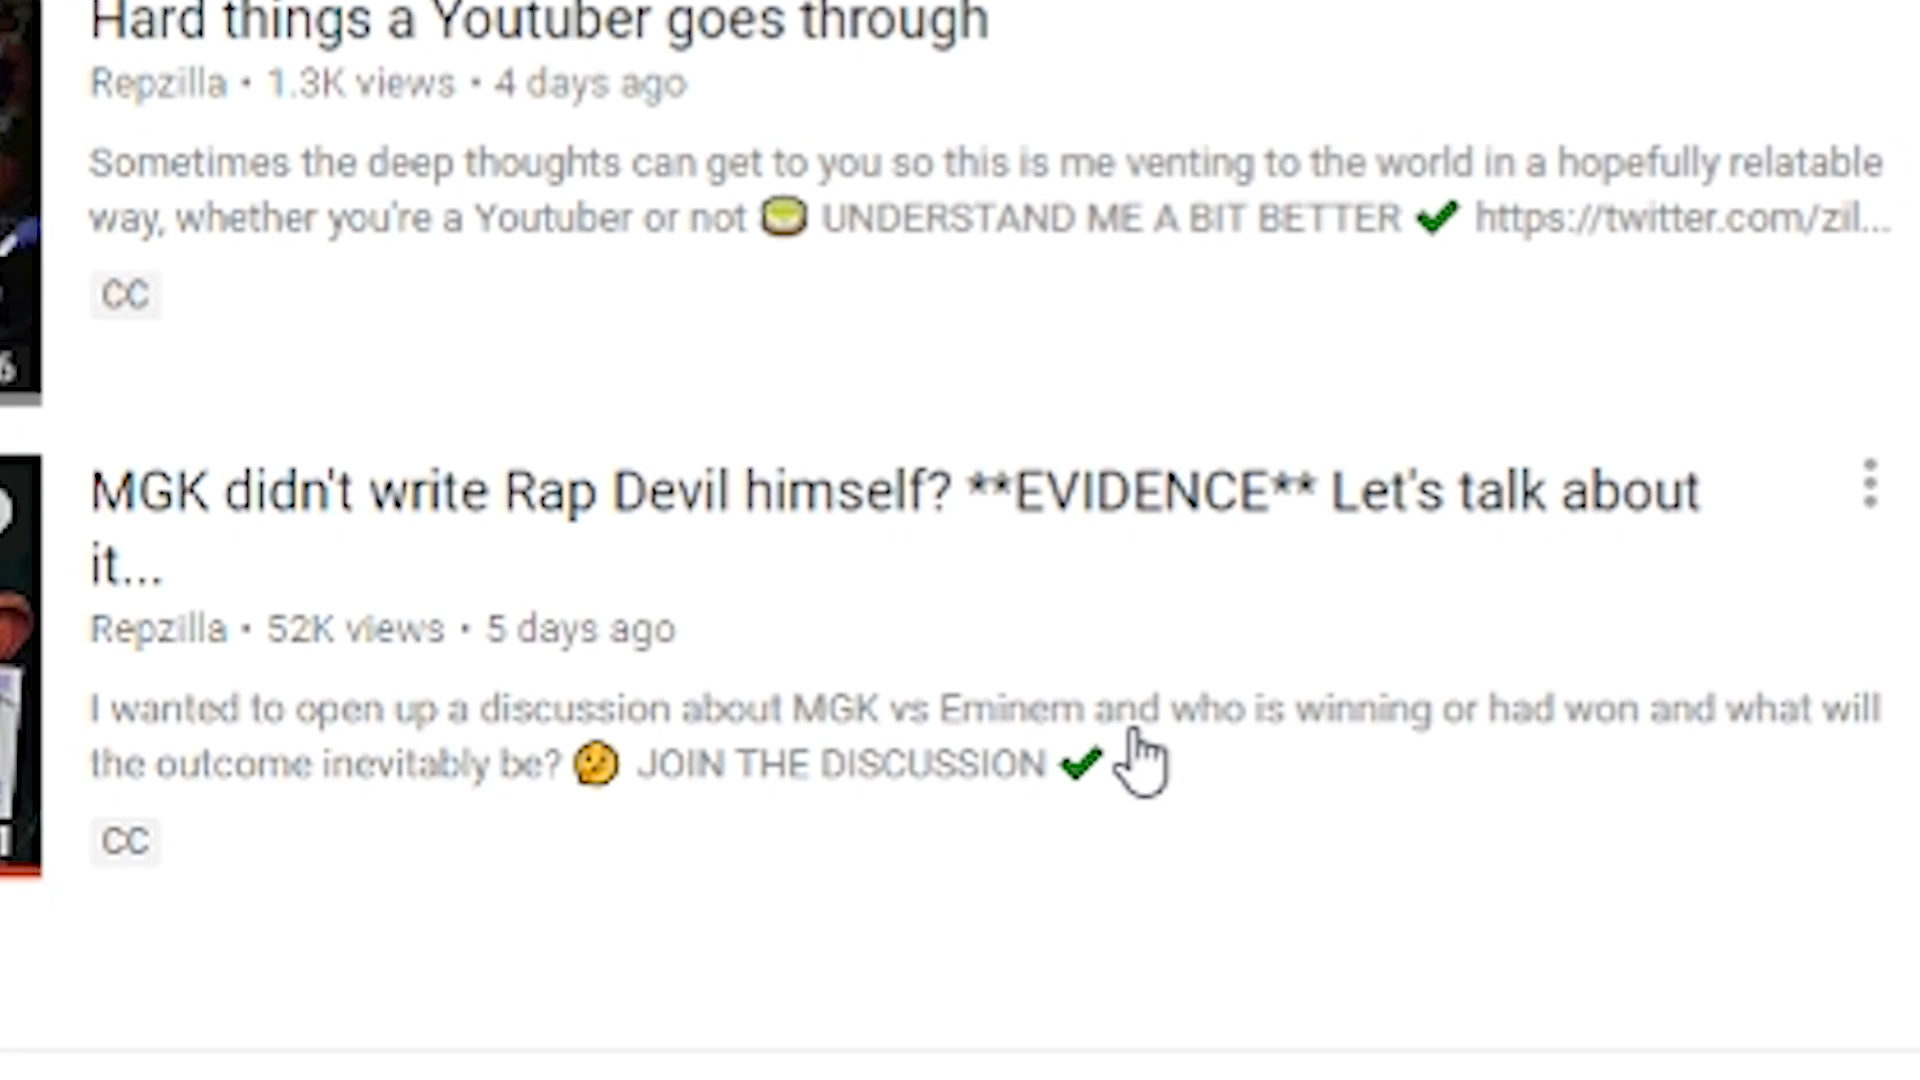 Hard things a Youtuber goes through
Repzilla • 1.3K views • 4 days ago
Sometimes the deep thoughts can get to you so this is me venting to the world in a hopefully relatable
way, whether you're a Youtuber or not 🍵 UNDERSTAND ME A BIT BETTER ✔ https://twitter.com/zil...
CC
6
MGK didn't write Rap Devil himself? **EVIDENCE** Let's talk about
it...
Repzilla • 52K views • 5 days ago
I wanted to open up a discussion about MGK vs Eminem and who is winning or had won and what will
the outcome inevitably be? 🤔 JOIN THE DISCUSSION ✔
CC